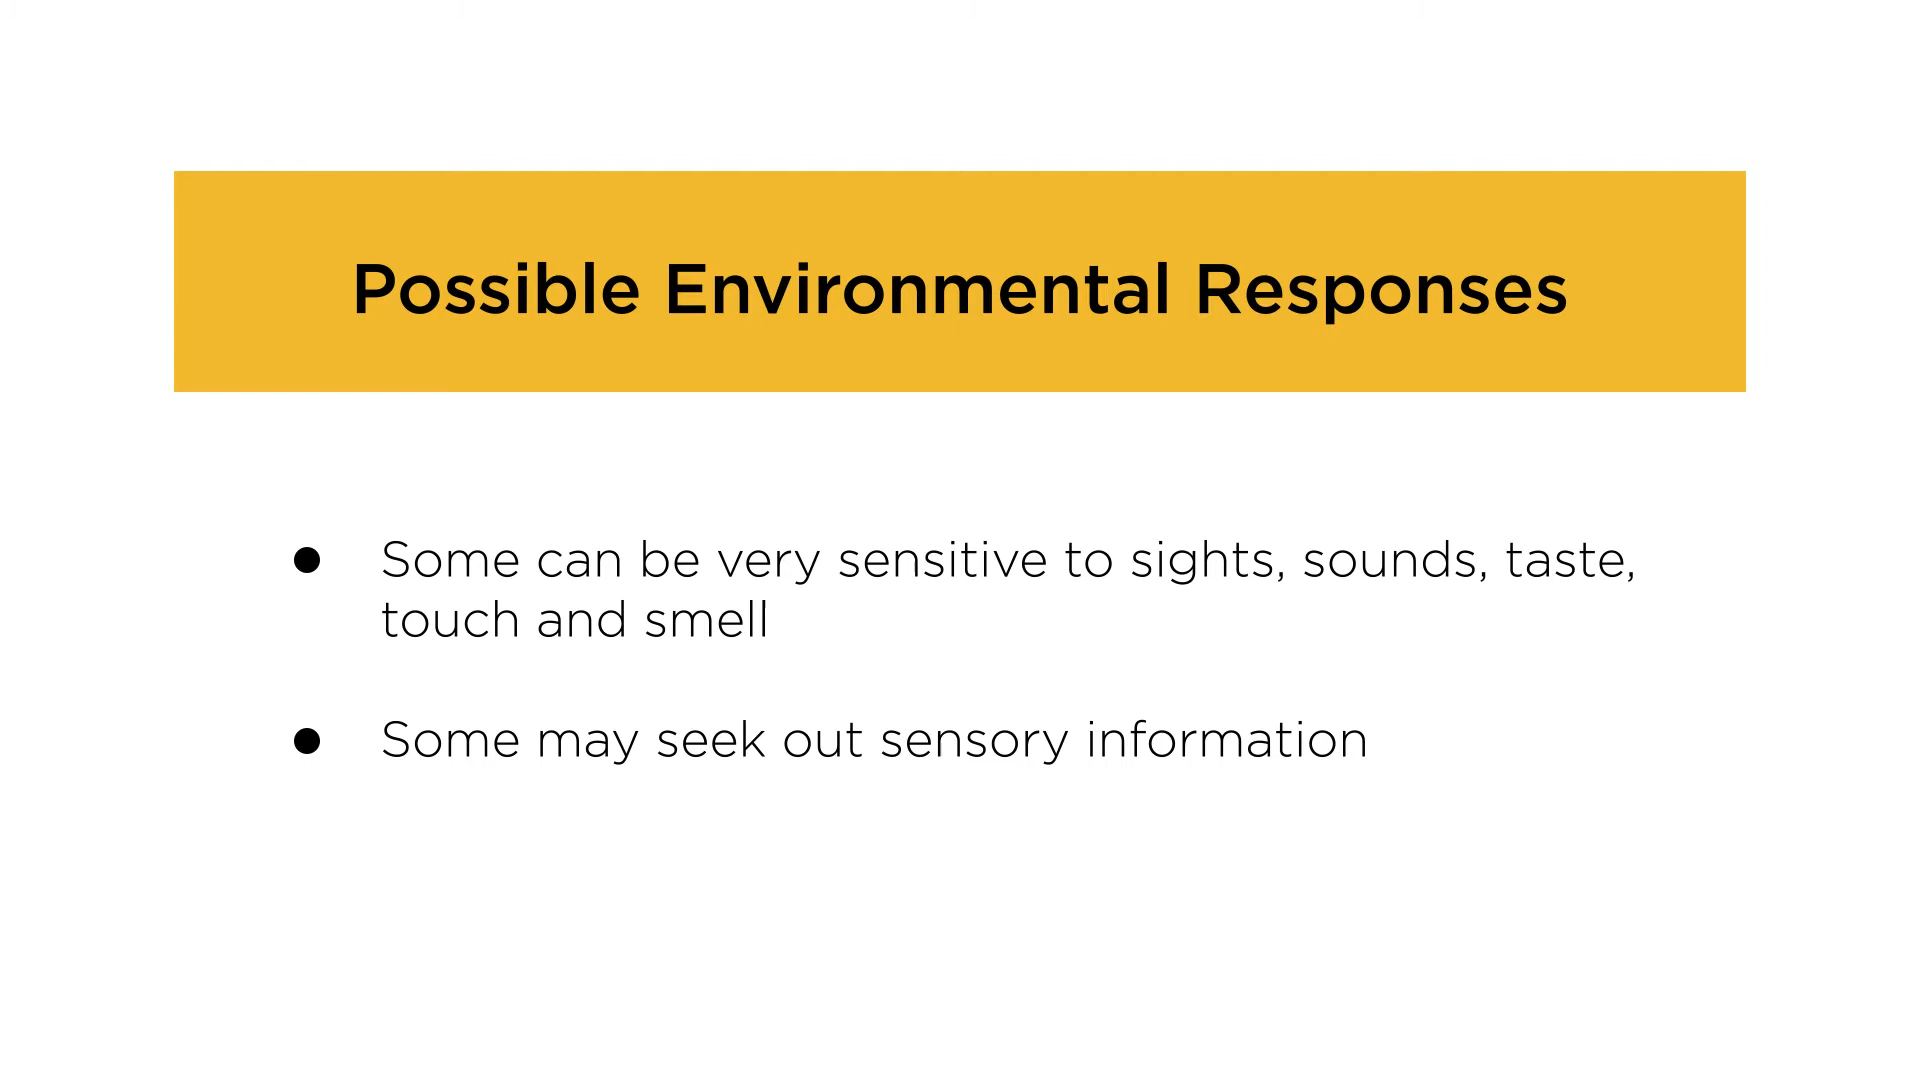 Possible Environmental Responses
● Some can be very sensitive to sights, sounds, taste,
touch and smell
● Some may seek out sensory information